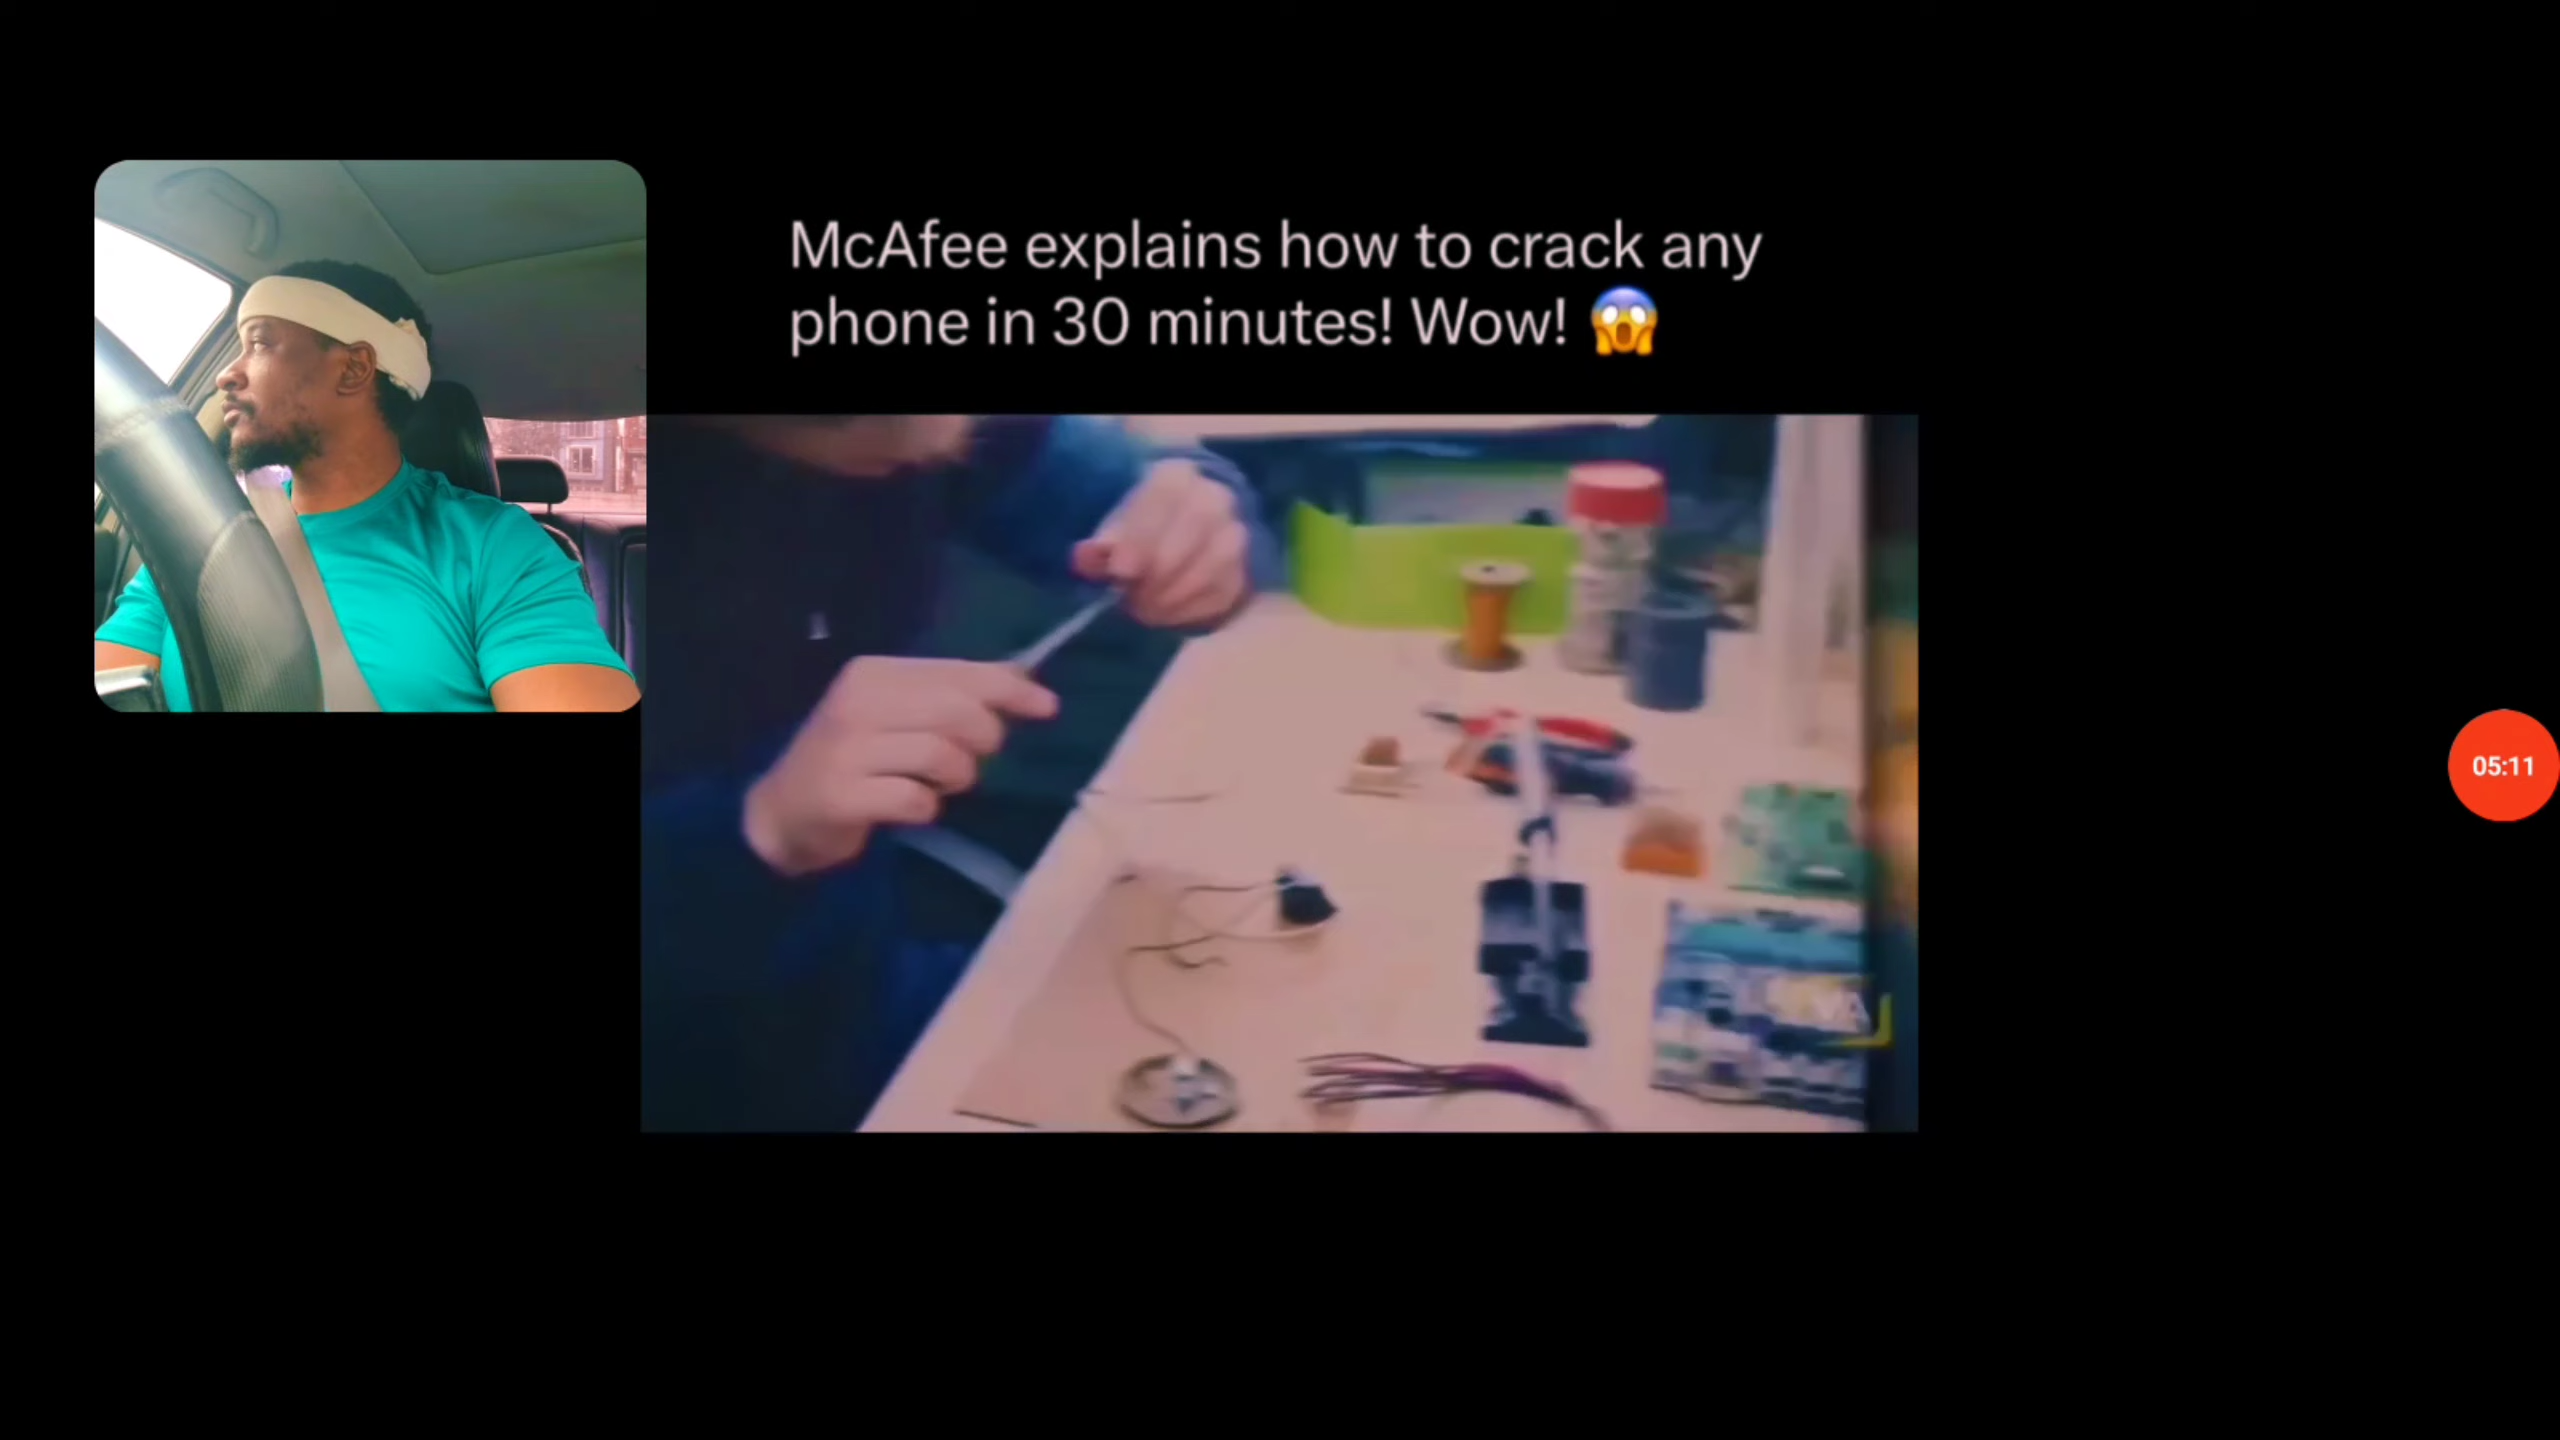 McAfee explains how to crack any
phone in 30 minutes! Wow! 😱
05:11